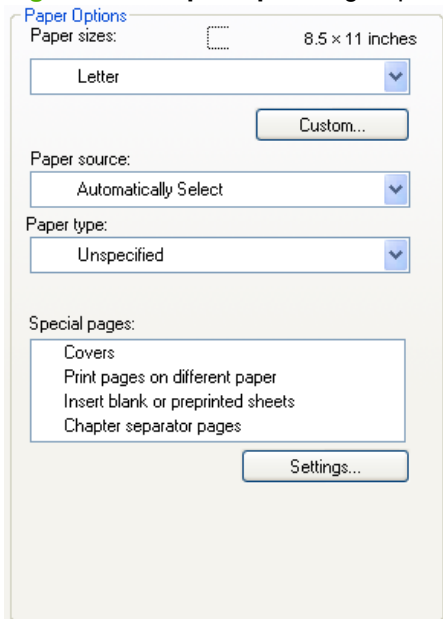 Paper Options
Paper sizes: 8.5 × 11 inches
Letter
Custom...
Paper source:
Automatically Select
Paper type:
Unspecified
Special pages:
Covers
Print pages on different paper
Insert blank or preprinted sheets
Chapter separator pages
Settings...